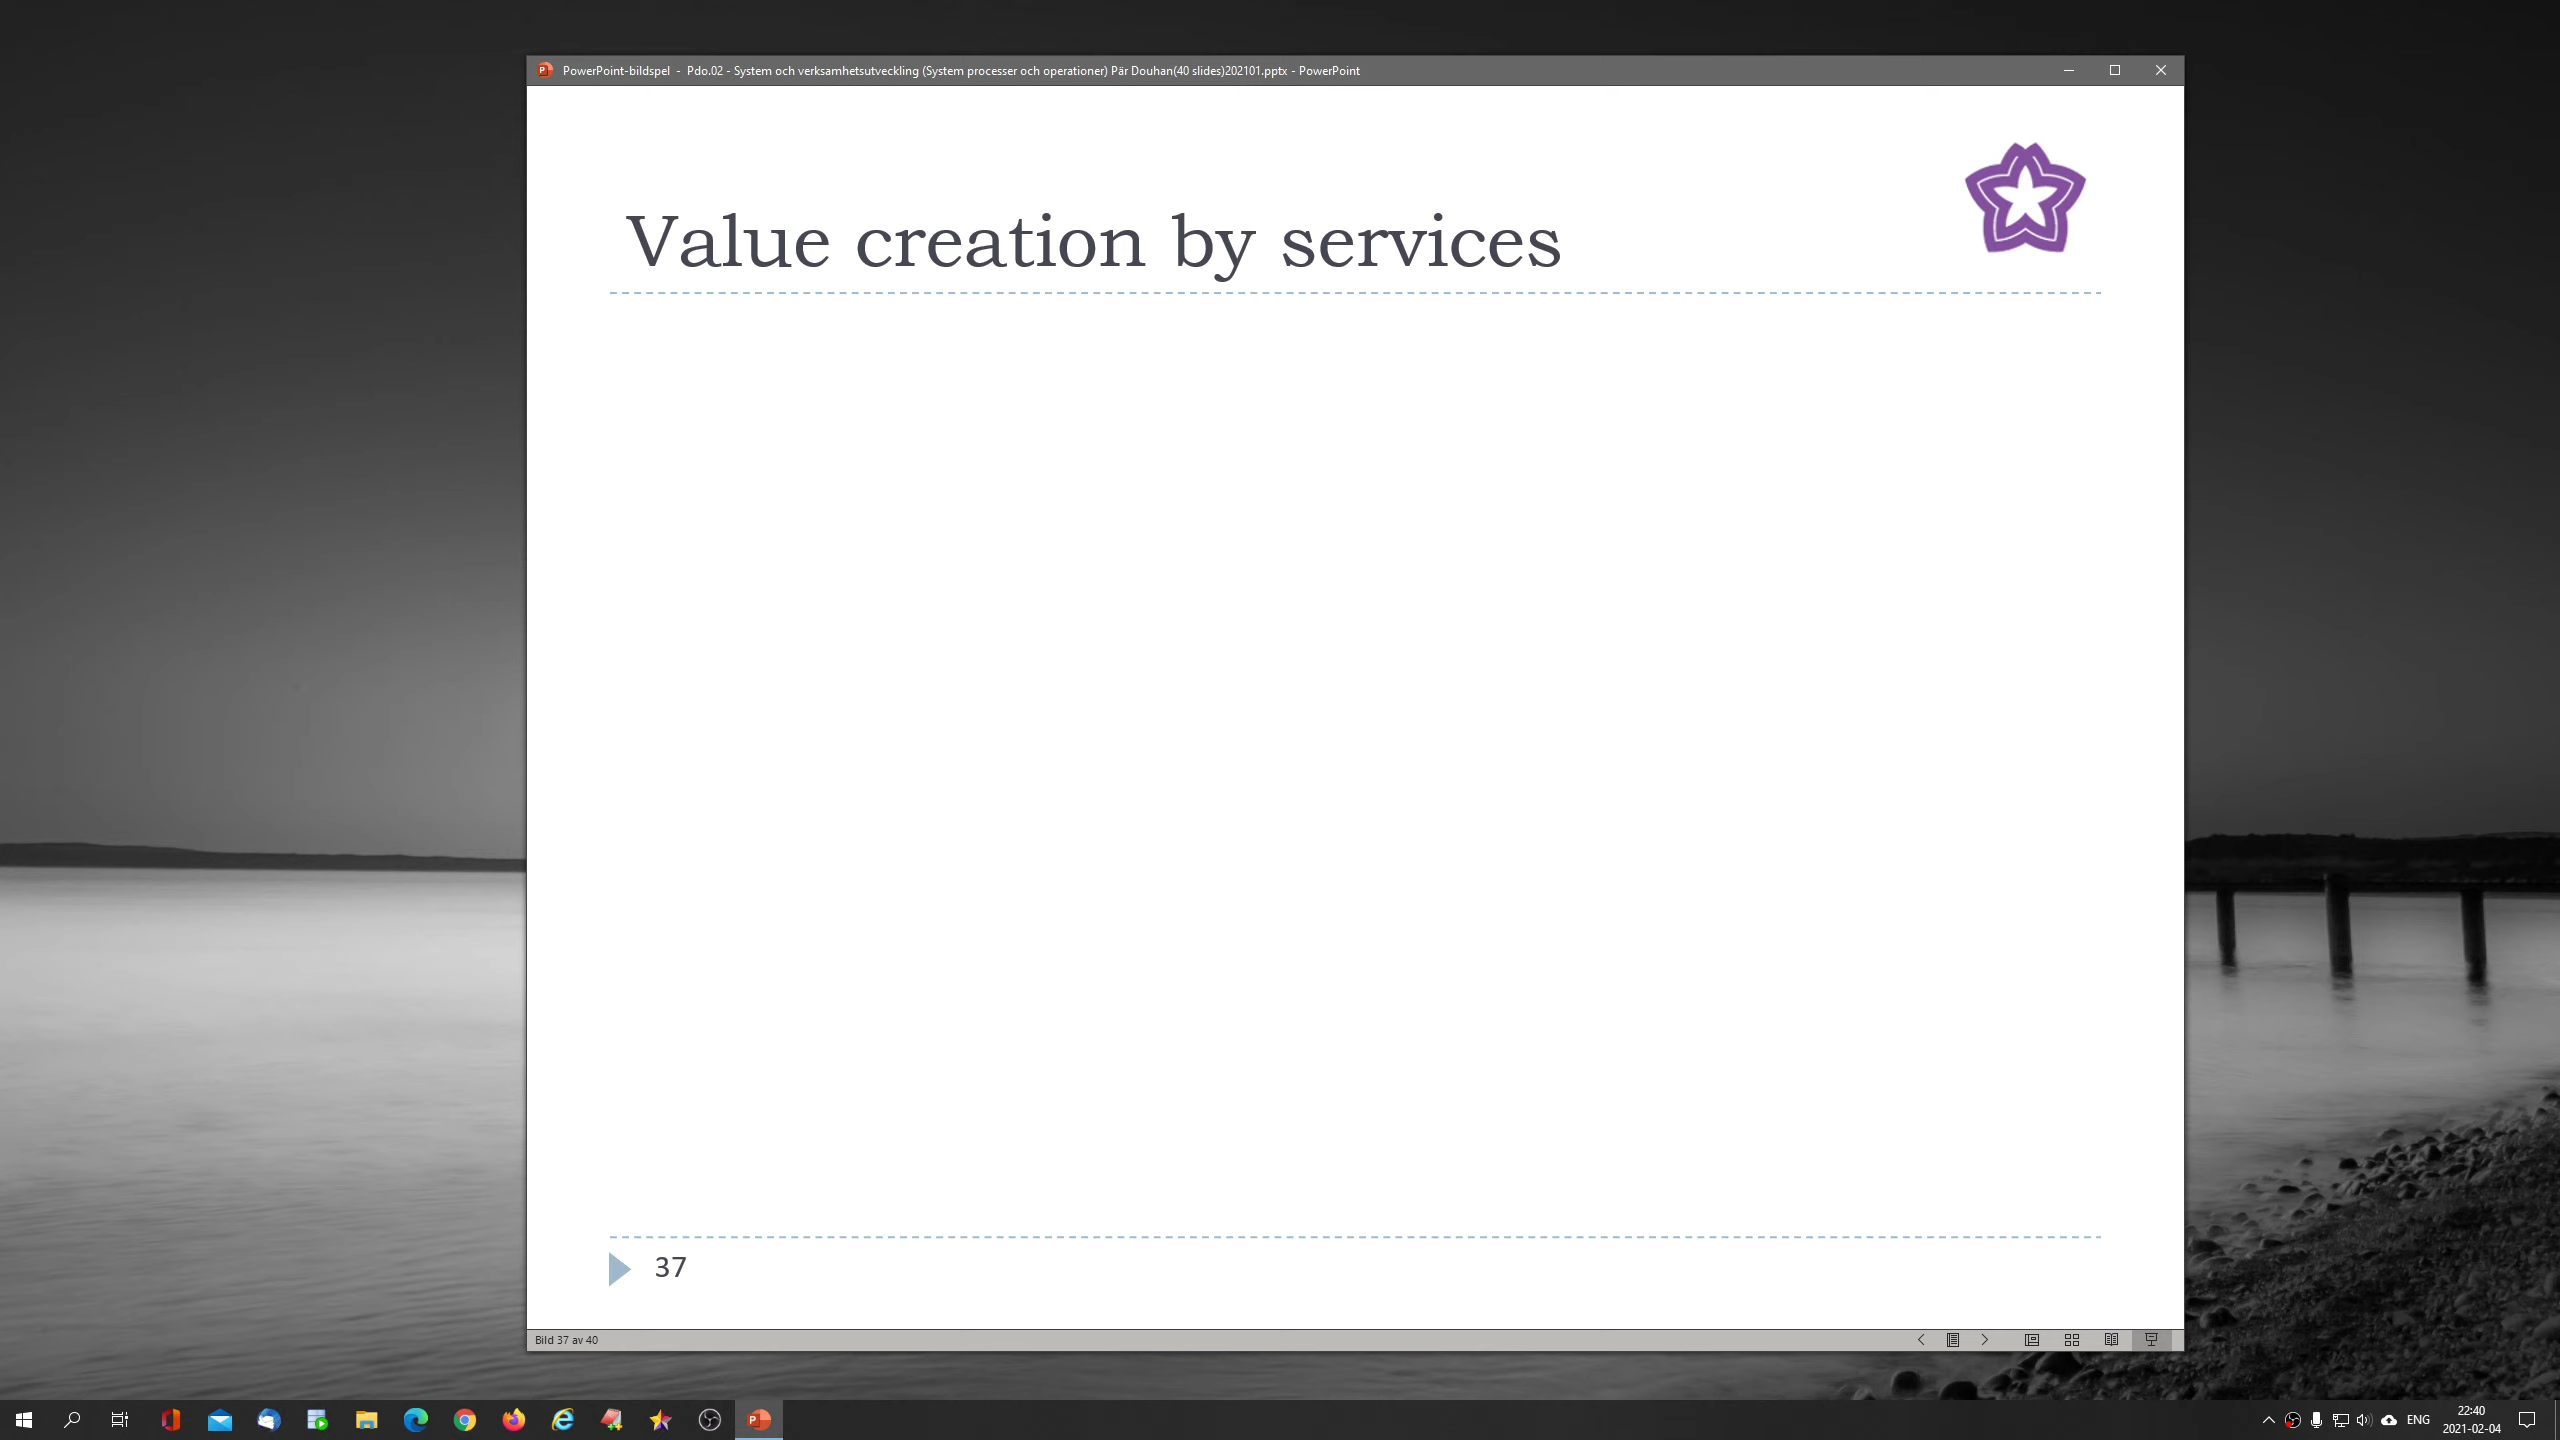 PowerPoint-bildspel - Pdo.02 - System och verksamhetsutveckling (System processer och operationer) Pär Douhan(40 slides)202101.pptx - PowerPoint
Value creation by services
37
Bild 37 av 40
ENG
22:40
2021-02-04